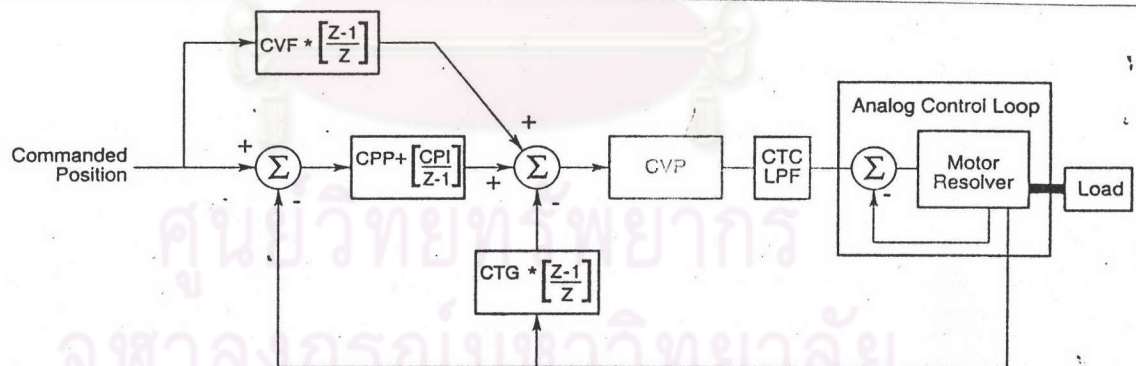 CVF * [Z-1/Z]
+
Analog Control Loop
Commanded
Position
+
Σ
-
CPP+ [CPI/Z-1]
+
Σ
-
CVP
CTC
LPF
Σ
-
Motor
Resolver
Load
CTG * [Z-1/Z]
ศูนย์วิทยทรัพยากร
จุฬาลงกรณ์มหาวิทยาลัย